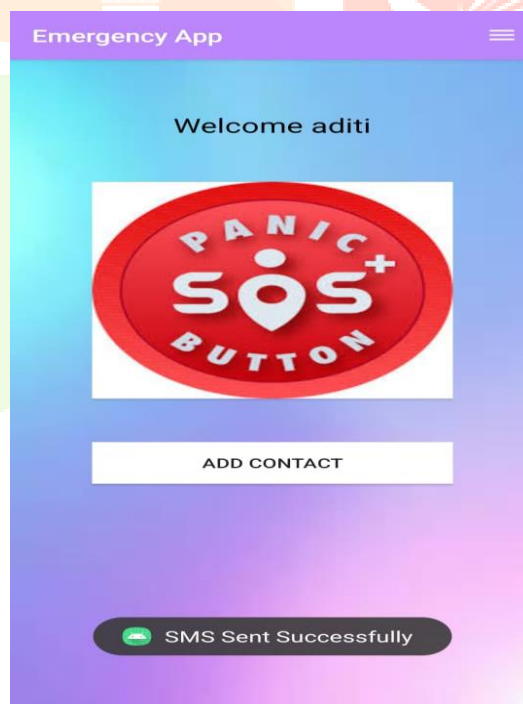 Emergency App
Welcome aditi
PANIC
SOS+
BUTTON
ADD CONTACT
SMS Sent Successfully